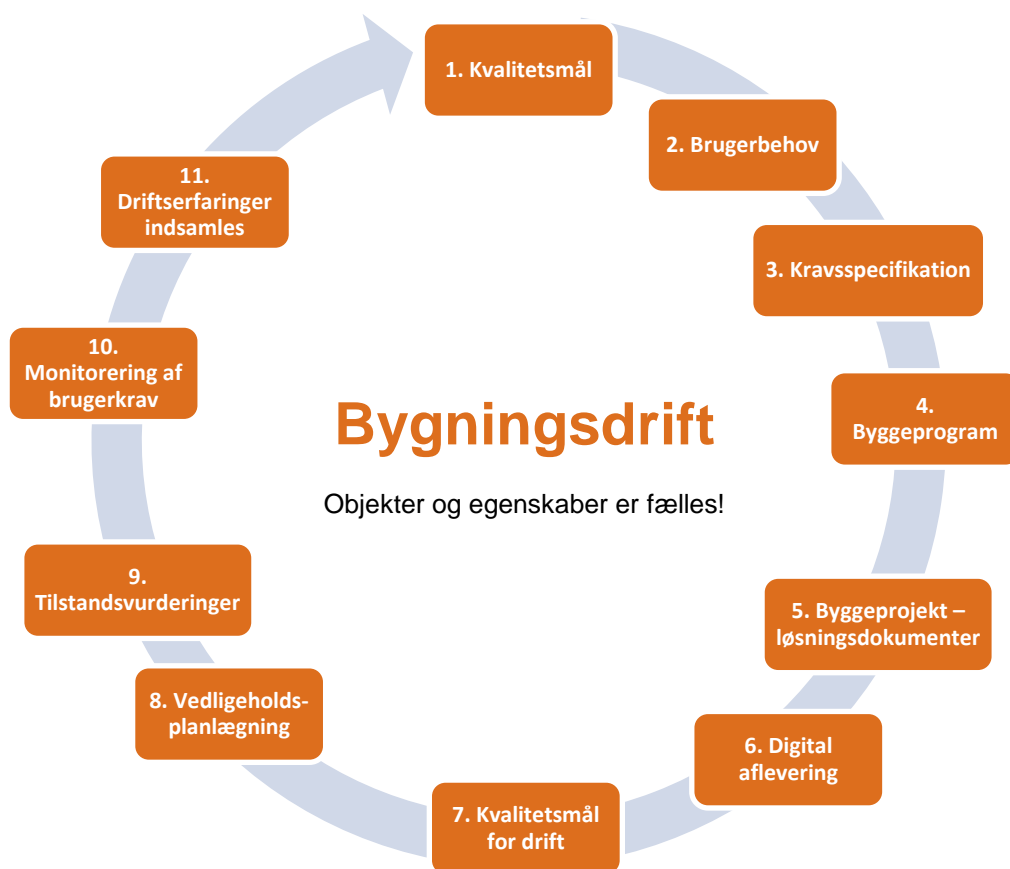 1. Kvalitetsmål
2. Brugerbehov
3. Kravsspecifikation
4.
Byggeprogram
5. Byggeprojekt –
løsningsdokumenter
6. Digital
aflevering
7. Kvalitetsmål
for drift
8. Vedligeholds-
planlægning
9.
Tilstandsvurderinger
10.
Monitorering af
brugerkrav
11.
Driftserfaringer
indsamles
Bygningsdrift
Objekter og egenskaber er fælles!